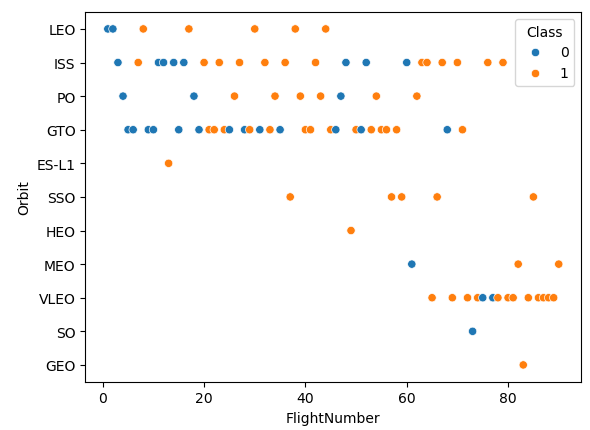 LEO
ISS
PO
GTO
ES-L1
SSO
HEO
MEO
VLEO
SO
GEO
Orbit
0
20
40
60
80
FlightNumber
Class
0
1